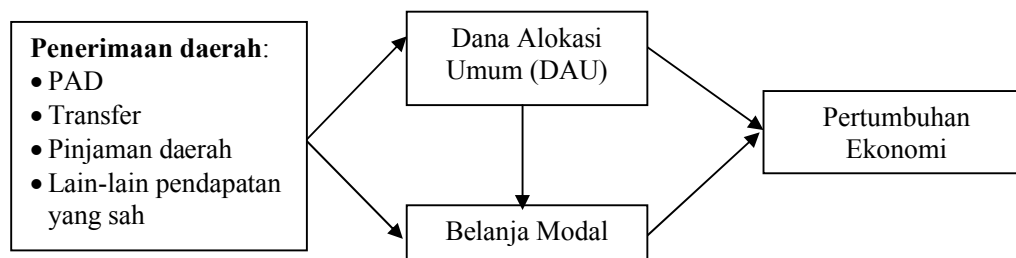 Penerimaan daerah:
• PAD
• Transfer
• Pinjaman daerah
• Lain-lain pendapatan
yang sah
Dana Alokasi
Umum (DAU)
Belanja Modal
Pertumbuhan
Ekonomi